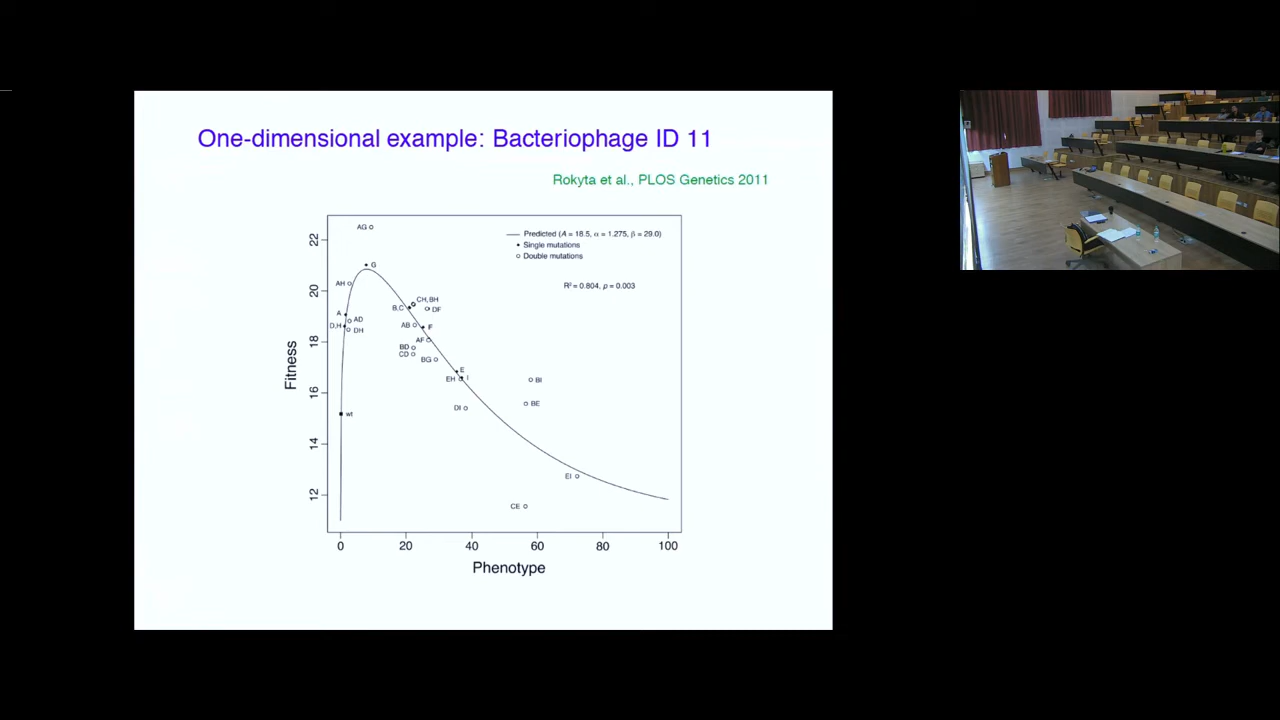 One-dimensional example: Bacteriophage ID 11
Rokyta et al., PLOS Genetics 2011
AG
Predicted (A = 18.5, α = 1.275, β = 29.0)
Single mutations
Double mutations
R² = 0.804, p = 0.003
22
20
18
16
14
12
Fitness
G
AH
CH, BH
B,C
DF
A
AD
D,H
DH
AB
F
AF
BD
CD
BG
E
EH
I
BI
DI
BE
wt
EI
CE
0
20
40
60
80
100
Phenotype